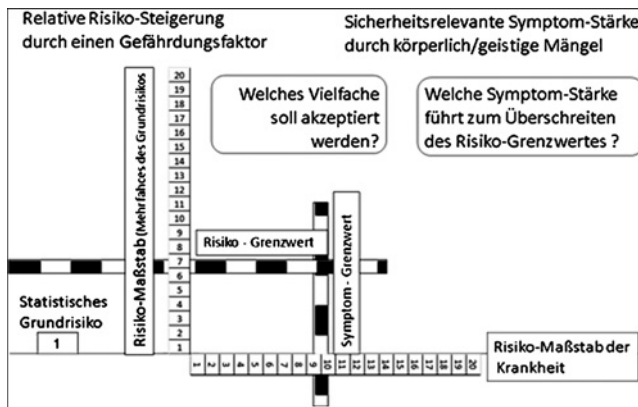 Relative Risiko-Steigerung
durch einen Gefährdungsfaktor
Sicherheitsrelevante Symptom-Stärke
durch körperlich/geistige Mängel
Welches Vielfache
soll akzeptiert
werden?
Welche Symptom-Stärke
führt zum Überschreiten
des Risiko-Grenzwertes ?
Risiko-Maßstab (Mehrfahces des Grundrisikos
20
19
18
17
16
15
14
13
12
11
10
9
8
7
6
5
4
3
2
1
Risiko - Grenzwert
Symptom - Grenzwert
Statistisches
Grundrisiko
1
1 2 3 4 5 6 7 8 9 10 11 12 13 14 15 16 17 18 19 20
Risiko-Maßstab der
Krankheit